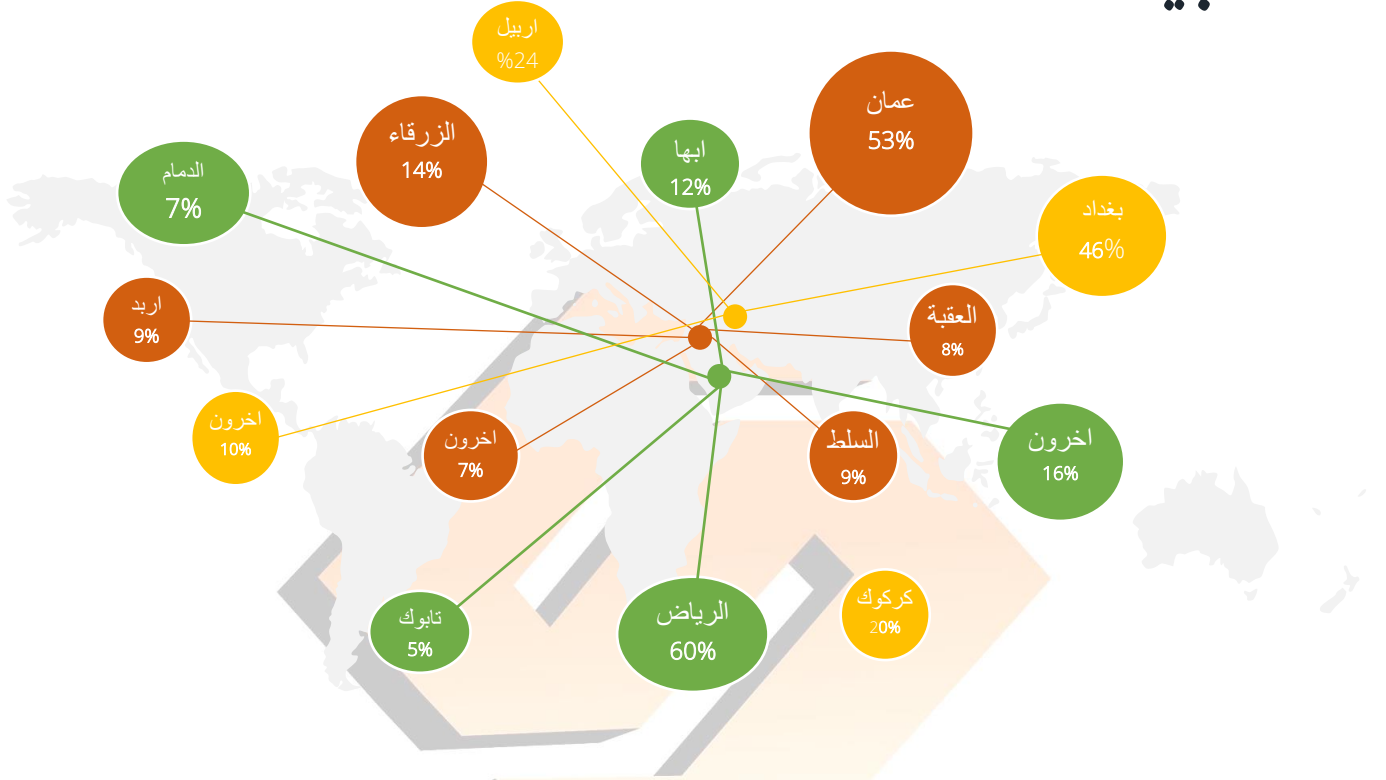 اربيل
%24
عمان
53%
الزرقاء
14%
ابها
12%
الدمام
7%
بغداد
46%
اربد
9%
العقبة
8%
اخرون
10%
اخرون
7%
السلط
9%
اخرون
16%
كركوك
20%
تابوك
5%
الرياض
60%